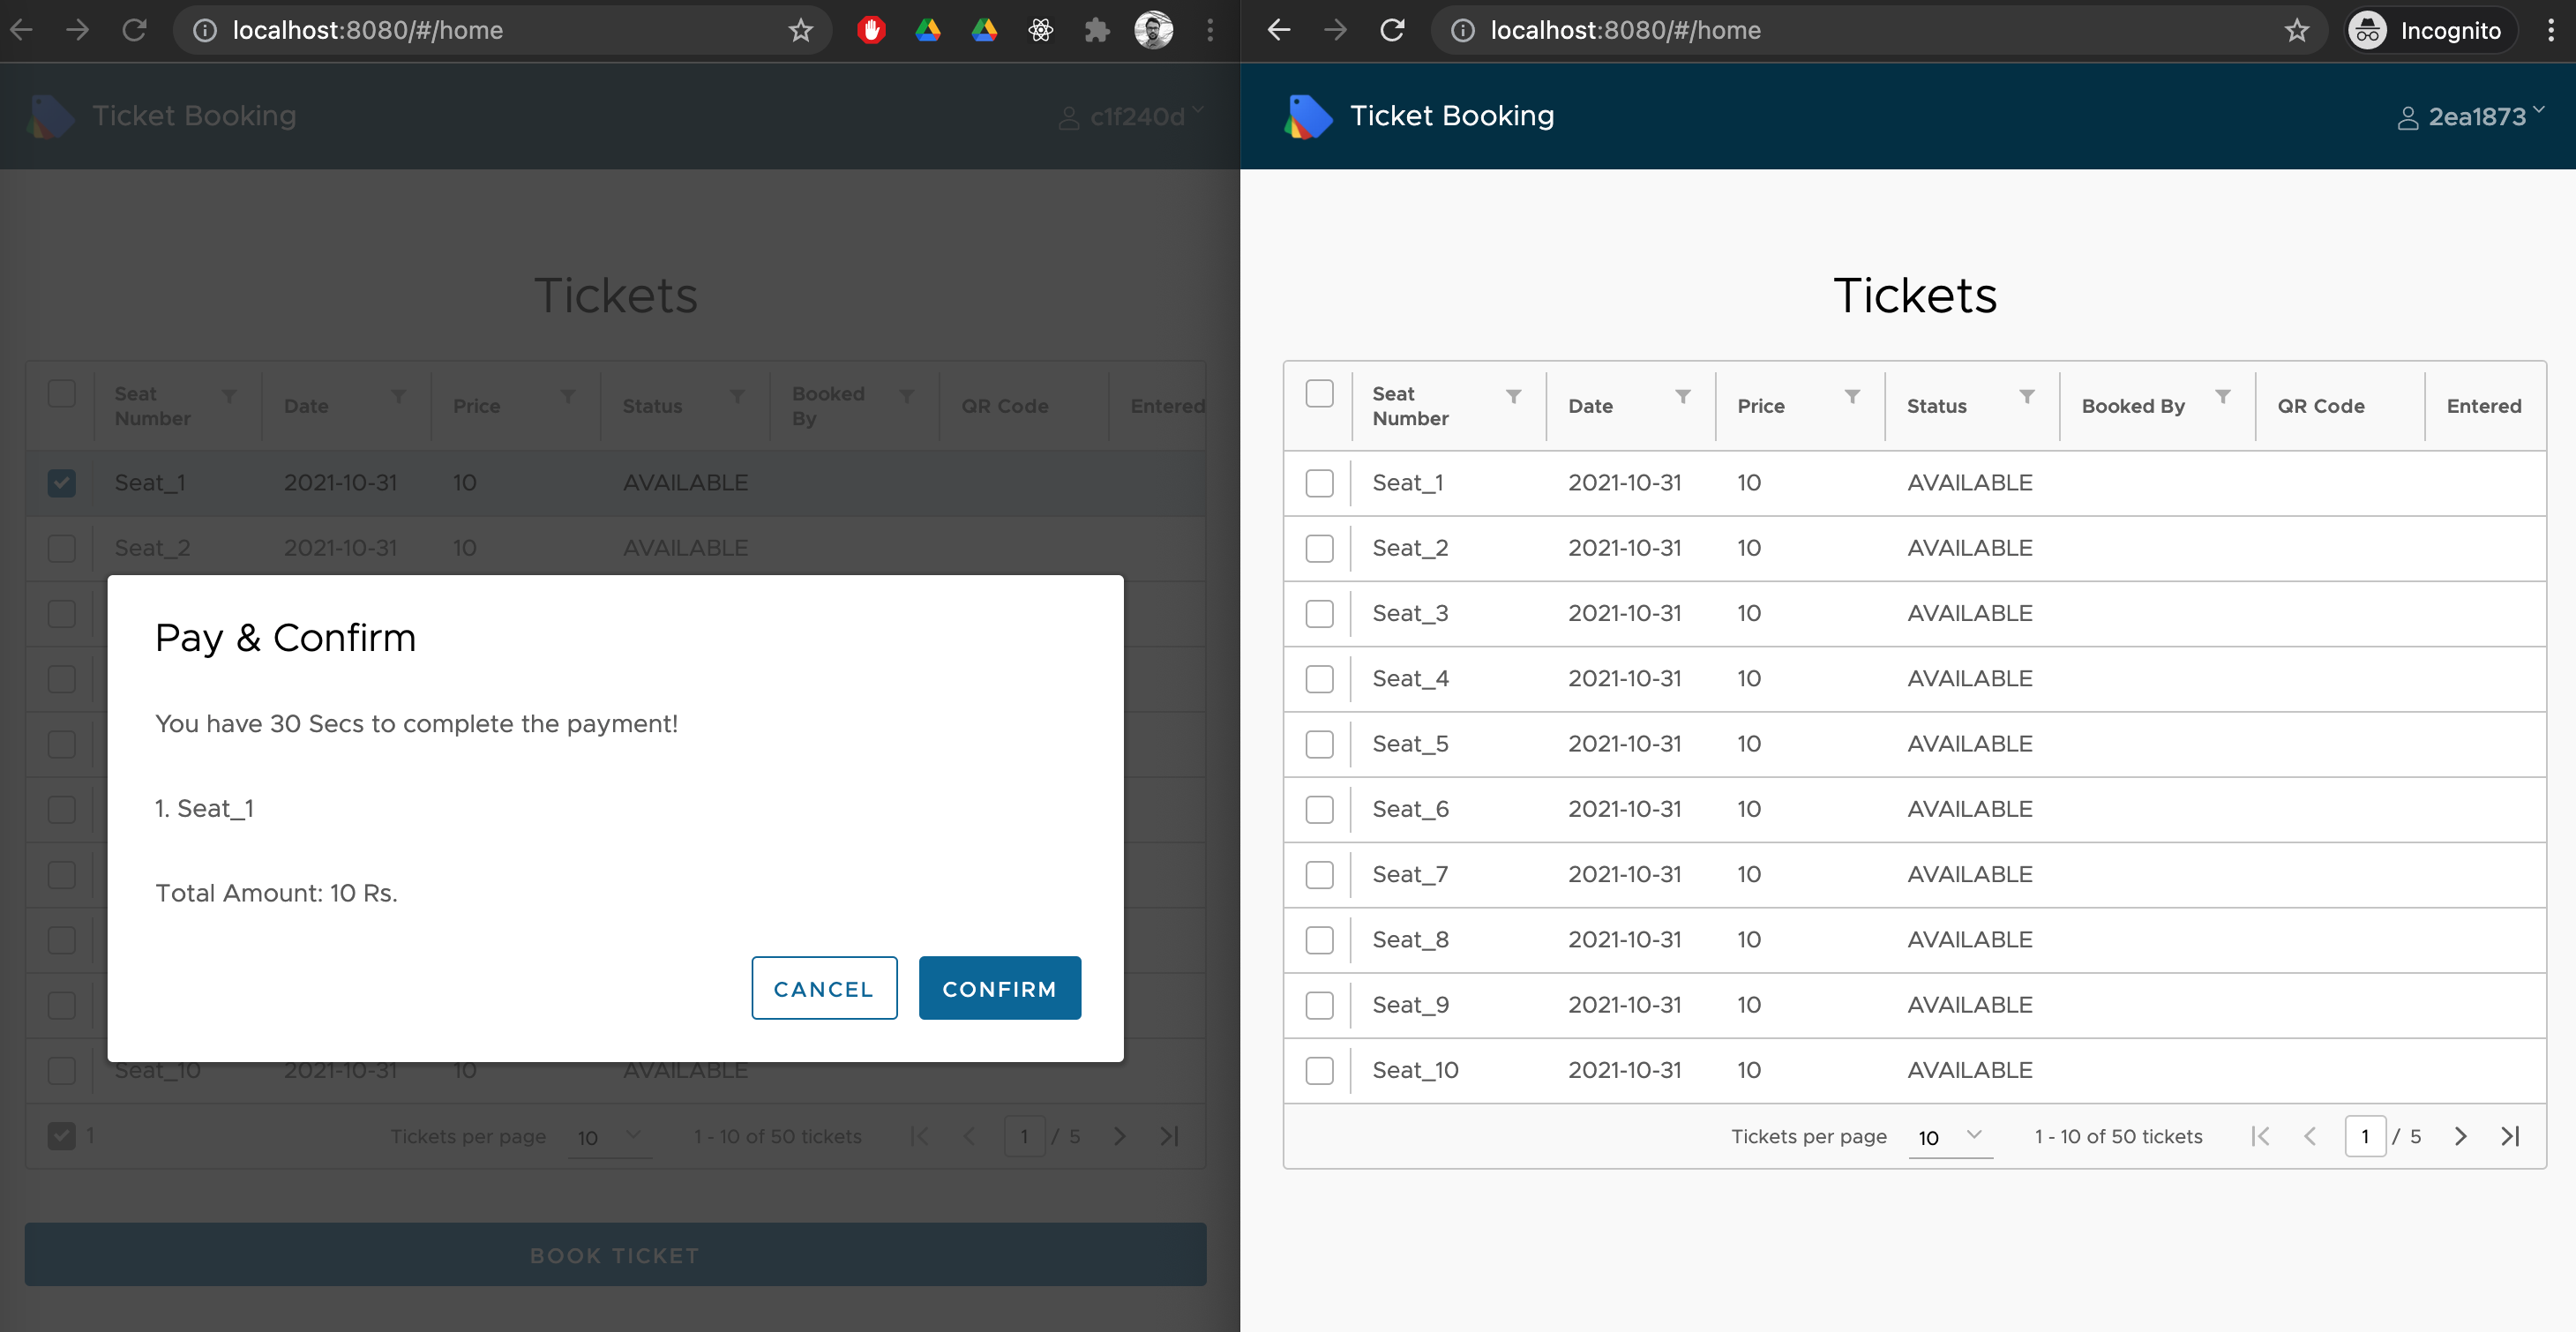 localhost:8080/#/home
Ticket Booking
c1f240d
Tickets
Seat Number
Date
Price
Status
Booked By
QR Code
Entered
Seat_1 2021-10-31 10 AVAILABLE
Seat_2 2021-10-31 10 AVAILABLE
Pay & Confirm
You have 30 Secs to complete the payment!
1. Seat_1
Total Amount: 10 Rs.
CANCEL
CONFIRM
Seat_10 2021-10-31 10 AVAILABLE
1
Tickets per page 10 1 - 10 of 50 tickets 1 / 5
BOOK TICKET
localhost:8080/#/home
Incognito
Ticket Booking
2ea1873
Tickets
Seat Number
Date
Price
Status
Booked By
QR Code
Entered
Seat_1 2021-10-31 10 AVAILABLE
Seat_2 2021-10-31 10 AVAILABLE
Seat_3 2021-10-31 10 AVAILABLE
Seat_4 2021-10-31 10 AVAILABLE
Seat_5 2021-10-31 10 AVAILABLE
Seat_6 2021-10-31 10 AVAILABLE
Seat_7 2021-10-31 10 AVAILABLE
Seat_8 2021-10-31 10 AVAILABLE
Seat_9 2021-10-31 10 AVAILABLE
Seat_10 2021-10-31 10 AVAILABLE
Tickets per page 10 1 - 10 of 50 tickets 1 / 5